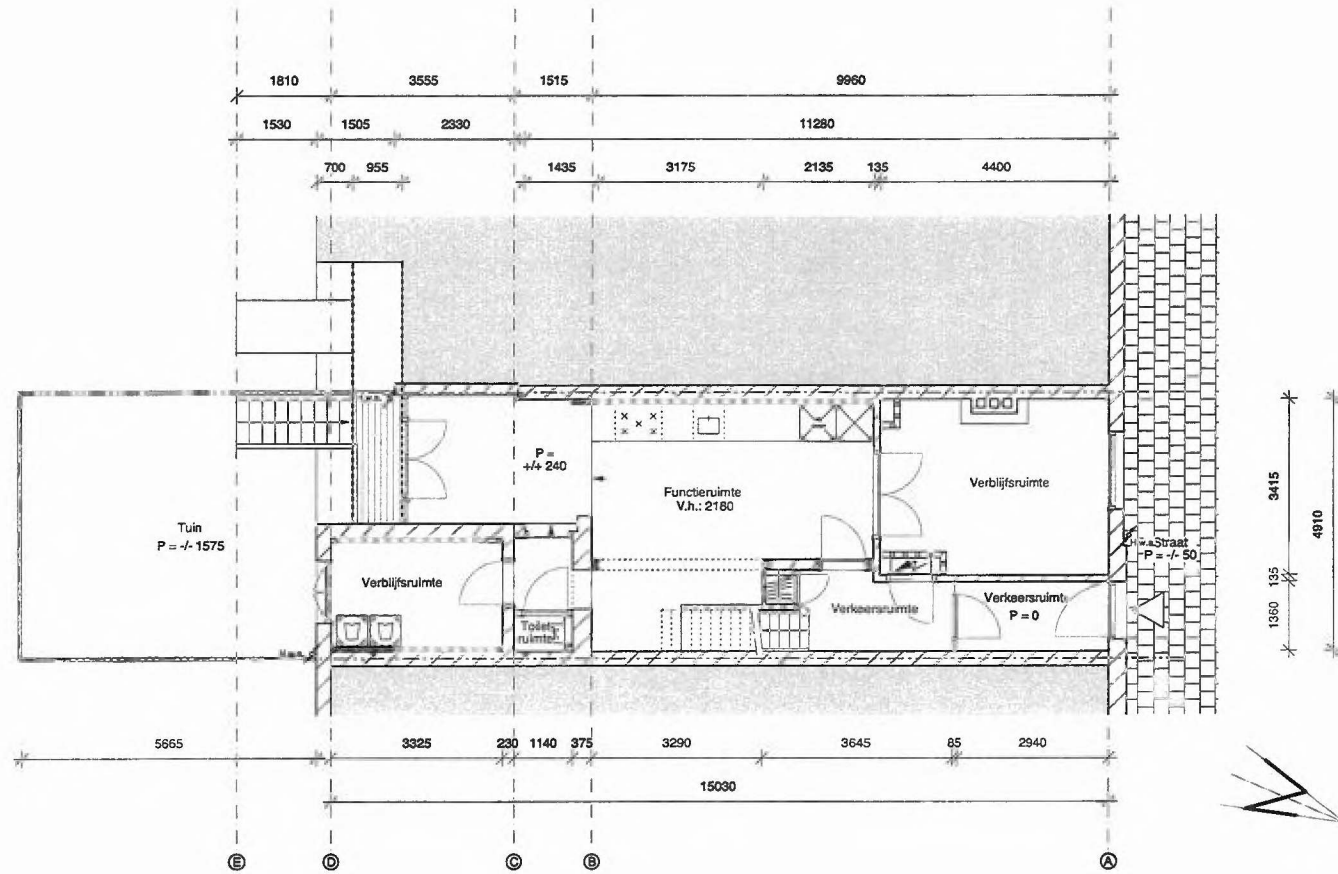 1810 3555 1515 9960
1530 1505 2330 11280
700 955 1435 3175 2135 135 4400
P =
+/+ 240
Functieruimte
V.h.: 2160
Verblijfsruimte
3415
4910
Tuin
P = -/- 1575
H.w.a. Straat
P = -/- 50
Verblijfsruimte
135
Verkeersruimte
Verkeersruimte
P = 0
1360
Toilet
ruimte
H.w.a.
5665 3325 230 1140 375 3290 3645 85 2940
15030
E D C B A